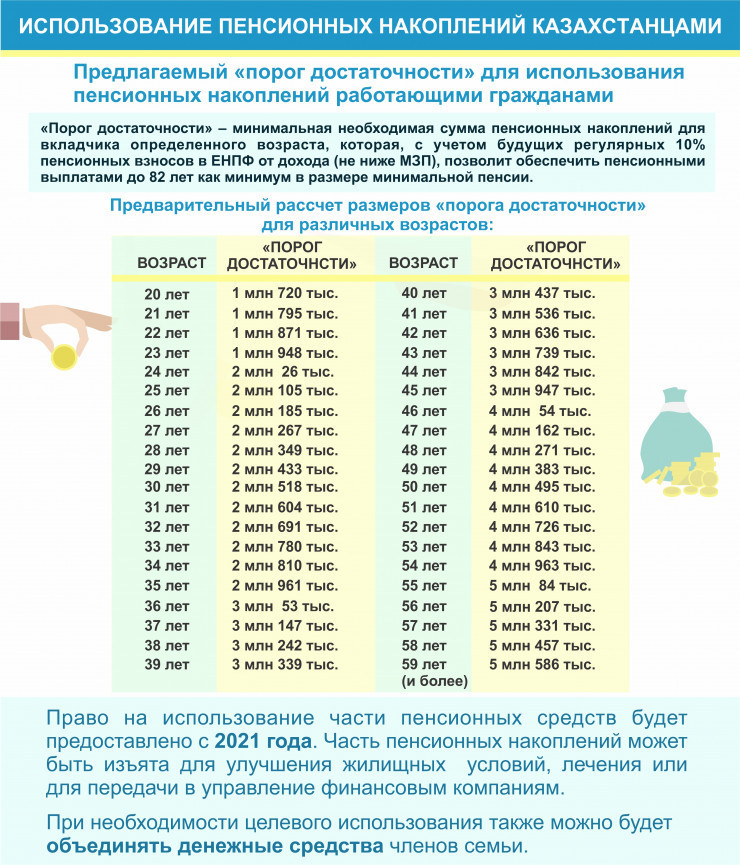 ИСПОЛЬЗОВАНИЕ ПЕНСИОННЫХ НАКОПЛЕНИЙ КАЗАХСТАНЦАМИ
Предлагаемый «порог достаточности» для использования
пенсионных накоплений работающими гражданами
«Порог достаточности» – минимальная необходимая сумма пенсионных накоплений для
вкладчика определенного возраста, которая, с учетом будущих регулярных 10%
пенсионных взносов в ЕНПФ от дохода (не ниже МЗП), позволит обеспечить пенсионными
выплатами до 82 лет как минимум в размере минимальной пенсии.
Предварительный рассчет размеров «порога достаточности»
для различных возрастов:
ВОЗРАСТ «ПОРОГ ДОСТАТОЧНСТИ» ВОЗРАСТ «ПОРОГ ДОСТАТОЧНСТИ»
20 лет 1 млн 720 тыс. 40 лет 3 млн 437 тыс.
21 лет 1 млн 795 тыс. 41 лет 3 млн 536 тыс.
22 лет 1 млн 871 тыс. 42 лет 3 млн 636 тыс.
23 лет 1 млн 948 тыс. 43 лет 3 млн 739 тыс.
24 лет 2 млн 26 тыс. 44 лет 3 млн 842 тыс.
25 лет 2 млн 105 тыс. 45 лет 3 млн 947 тыс.
26 лет 2 млн 185 тыс. 46 лет 4 млн 54 тыс.
27 лет 2 млн 267 тыс. 47 лет 4 млн 162 тыс.
28 лет 2 млн 349 тыс. 48 лет 4 млн 271 тыс.
29 лет 2 млн 433 тыс. 49 лет 4 млн 383 тыс.
30 лет 2 млн 518 тыс. 50 лет 4 млн 495 тыс.
31 лет 2 млн 604 тыс. 51 лет 4 млн 610 тыс.
32 лет 2 млн 691 тыс. 52 лет 4 млн 726 тыс.
33 лет 2 млн 780 тыс. 53 лет 4 млн 843 тыс.
34 лет 2 млн 810 тыс. 54 лет 4 млн 963 тыс.
35 лет 2 млн 961 тыс. 55 лет 5 млн 84 тыс.
36 лет 3 млн 53 тыс. 56 лет 5 млн 207 тыс.
37 лет 3 млн 147 тыс. 57 лет 5 млн 331 тыс.
38 лет 3 млн 242 тыс. 58 лет 5 млн 457 тыс.
39 лет 3 млн 339 тыс. 59 лет 5 млн 586 тыс.
(и более)
Право на использование части пенсионных средств будет
предоставлено с 2021 года. Часть пенсионных накоплений может
быть изъята для улучшения жилищных условий, лечения или
для передачи в управление финансовым компаниям.
При необходимости целевого использования также можно будет
объединять денежные средства членов семьи.